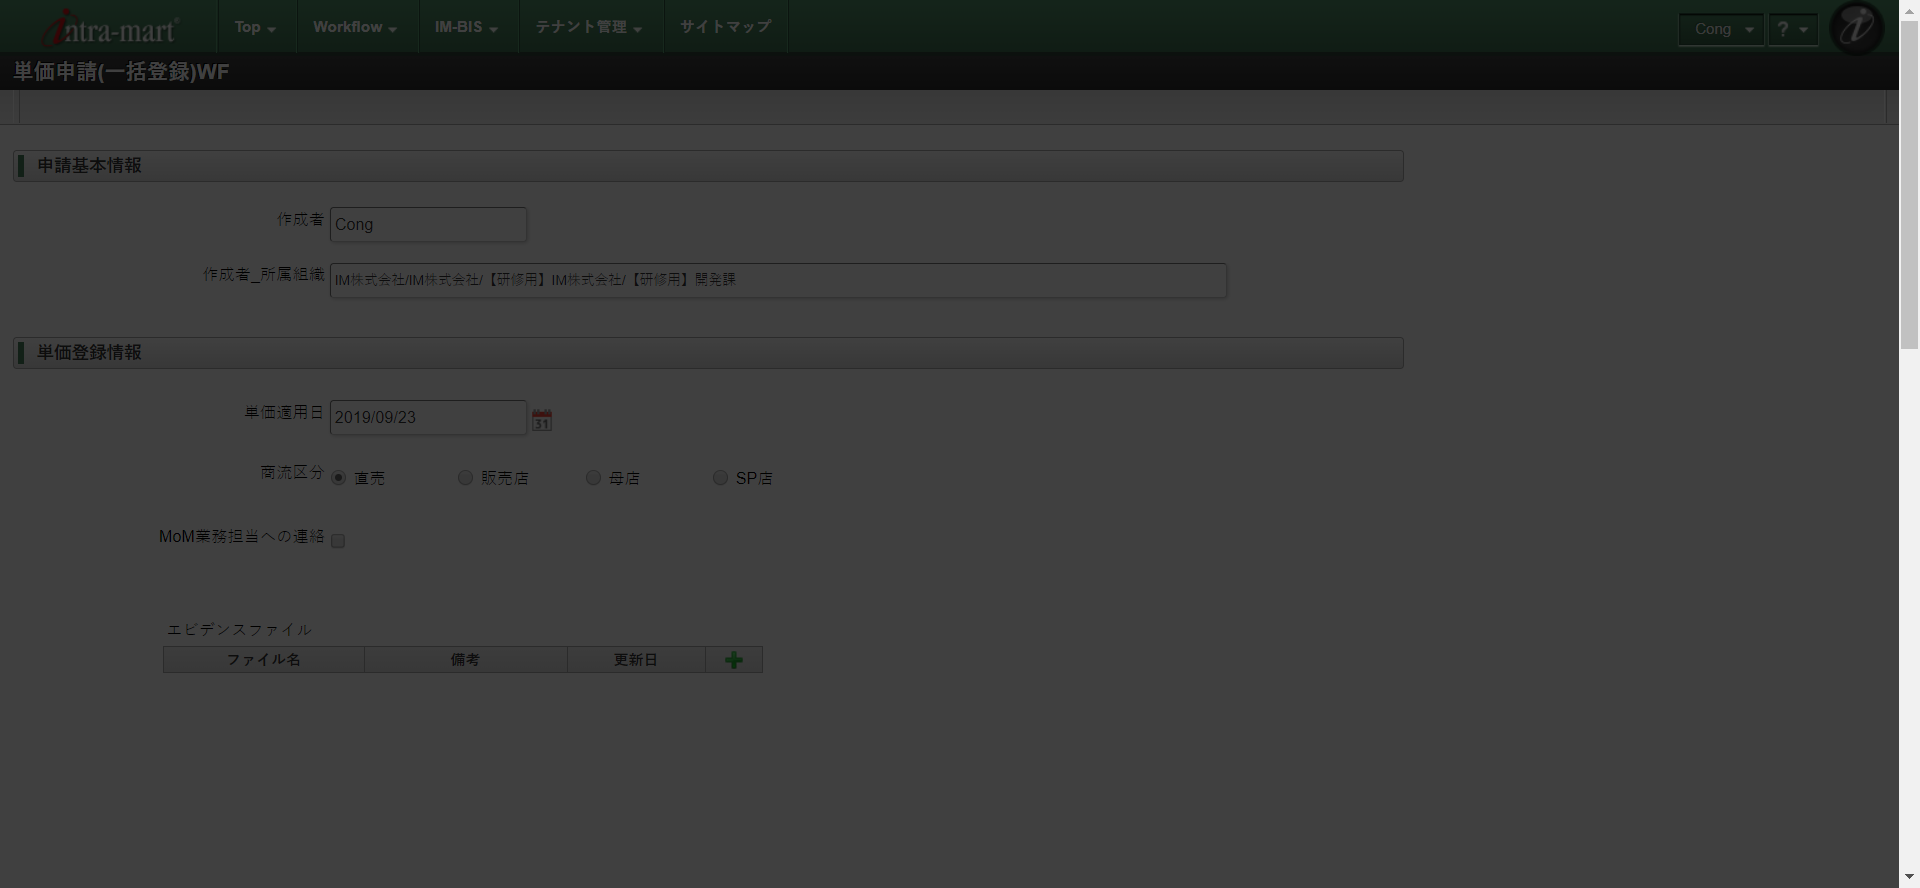 intra-mart® Top Workflow IM-BIS テナント管理 サイトマップ Cong ?
単価申請(一括登録)WF
申請基本情報
作成者 Cong
作成者_所属組織 IM株式会社/IM株式会社/【研修用】IM株式会社/【研修用】開発課
単価登録情報
単価適用日 2019/09/23 31
商流区分 直売 販売店 母店 SP店
MoM業務担当への連絡
エビデンスファイル
ファイル名 備考 更新日